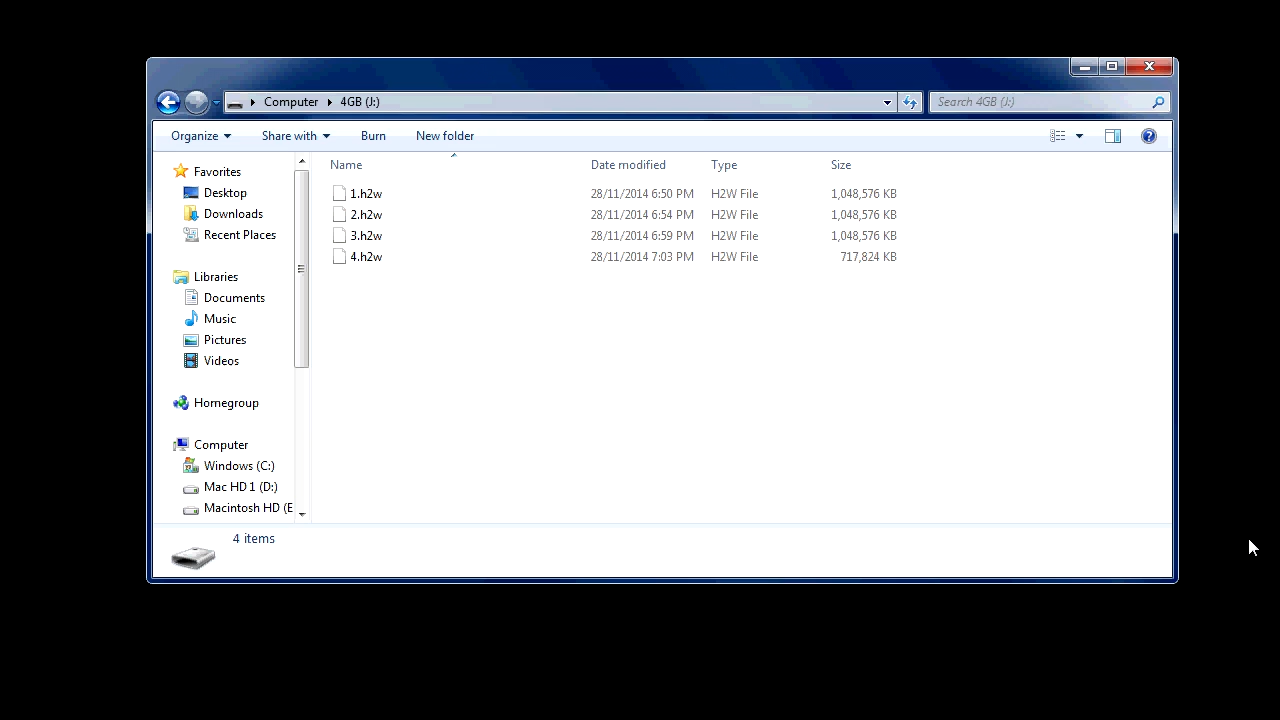 Computer 4GB (J:)
Search 4GB (J:)
Organize Share with Burn New folder
Name Date modified Type Size
1.h2w 28/11/2014 6:50 PM H2W File 1,048,576 KB
2.h2w 28/11/2014 6:54 PM H2W File 1,048,576 KB
3.h2w 28/11/2014 6:59 PM H2W File 1,048,576 KB
4.h2w 28/11/2014 7:03 PM H2W File 717,824 KB
Favorites
Desktop
Downloads
Recent Places
Libraries
Documents
Music
Pictures
Videos
Homegroup
Computer
Windows (C:)
Mac HD 1 (D:)
Macintosh HD (E
4 items